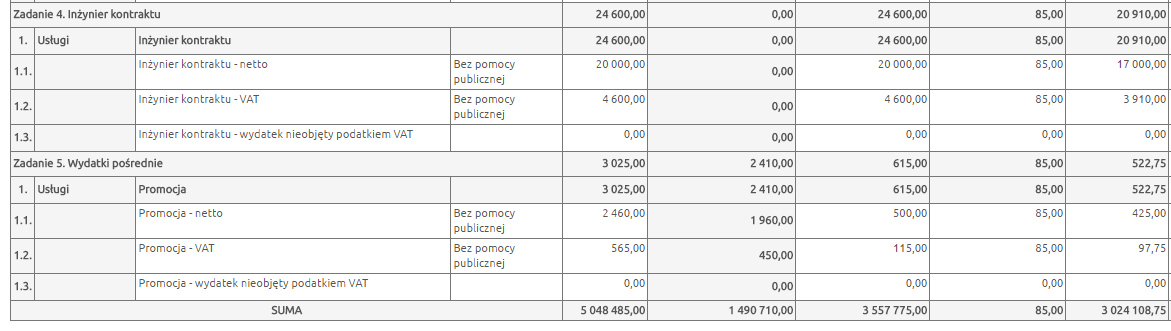 Zadanie 4. Inżynier kontraktu 24 600,00 0,00 24 600,00 85,00 20 910,00
1. Usługi Inżynier kontraktu 24 600,00 0,00 24 600,00 85,00 20 910,00
1.1. Inżynier kontraktu - netto Bez pomocy publicznej 20 000,00 0,00 20 000,00 85,00 17 000,00
1.2. Inżynier kontraktu - VAT Bez pomocy publicznej 4 600,00 0,00 4 600,00 85,00 3 910,00
1.3. Inżynier kontraktu - wydatek nieobjęty podatkiem VAT 0,00 0,00 0,00 0,00 0,00
Zadanie 5. Wydatki pośrednie 3 025,00 2 410,00 615,00 85,00 522,75
1. Usługi Promocja 3 025,00 2 410,00 615,00 85,00 522,75
1.1. Promocja - netto Bez pomocy publicznej 2 460,00 1 960,00 500,00 85,00 425,00
1.2. Promocja - VAT Bez pomocy publicznej 565,00 450,00 115,00 85,00 97,75
1.3. Promocja - wydatek nieobjęty podatkiem VAT 0,00 0,00 0,00 0,00 0,00
SUMA 5 048 485,00 1 490 710,00 3 557 775,00 85,00 3 024 108,75